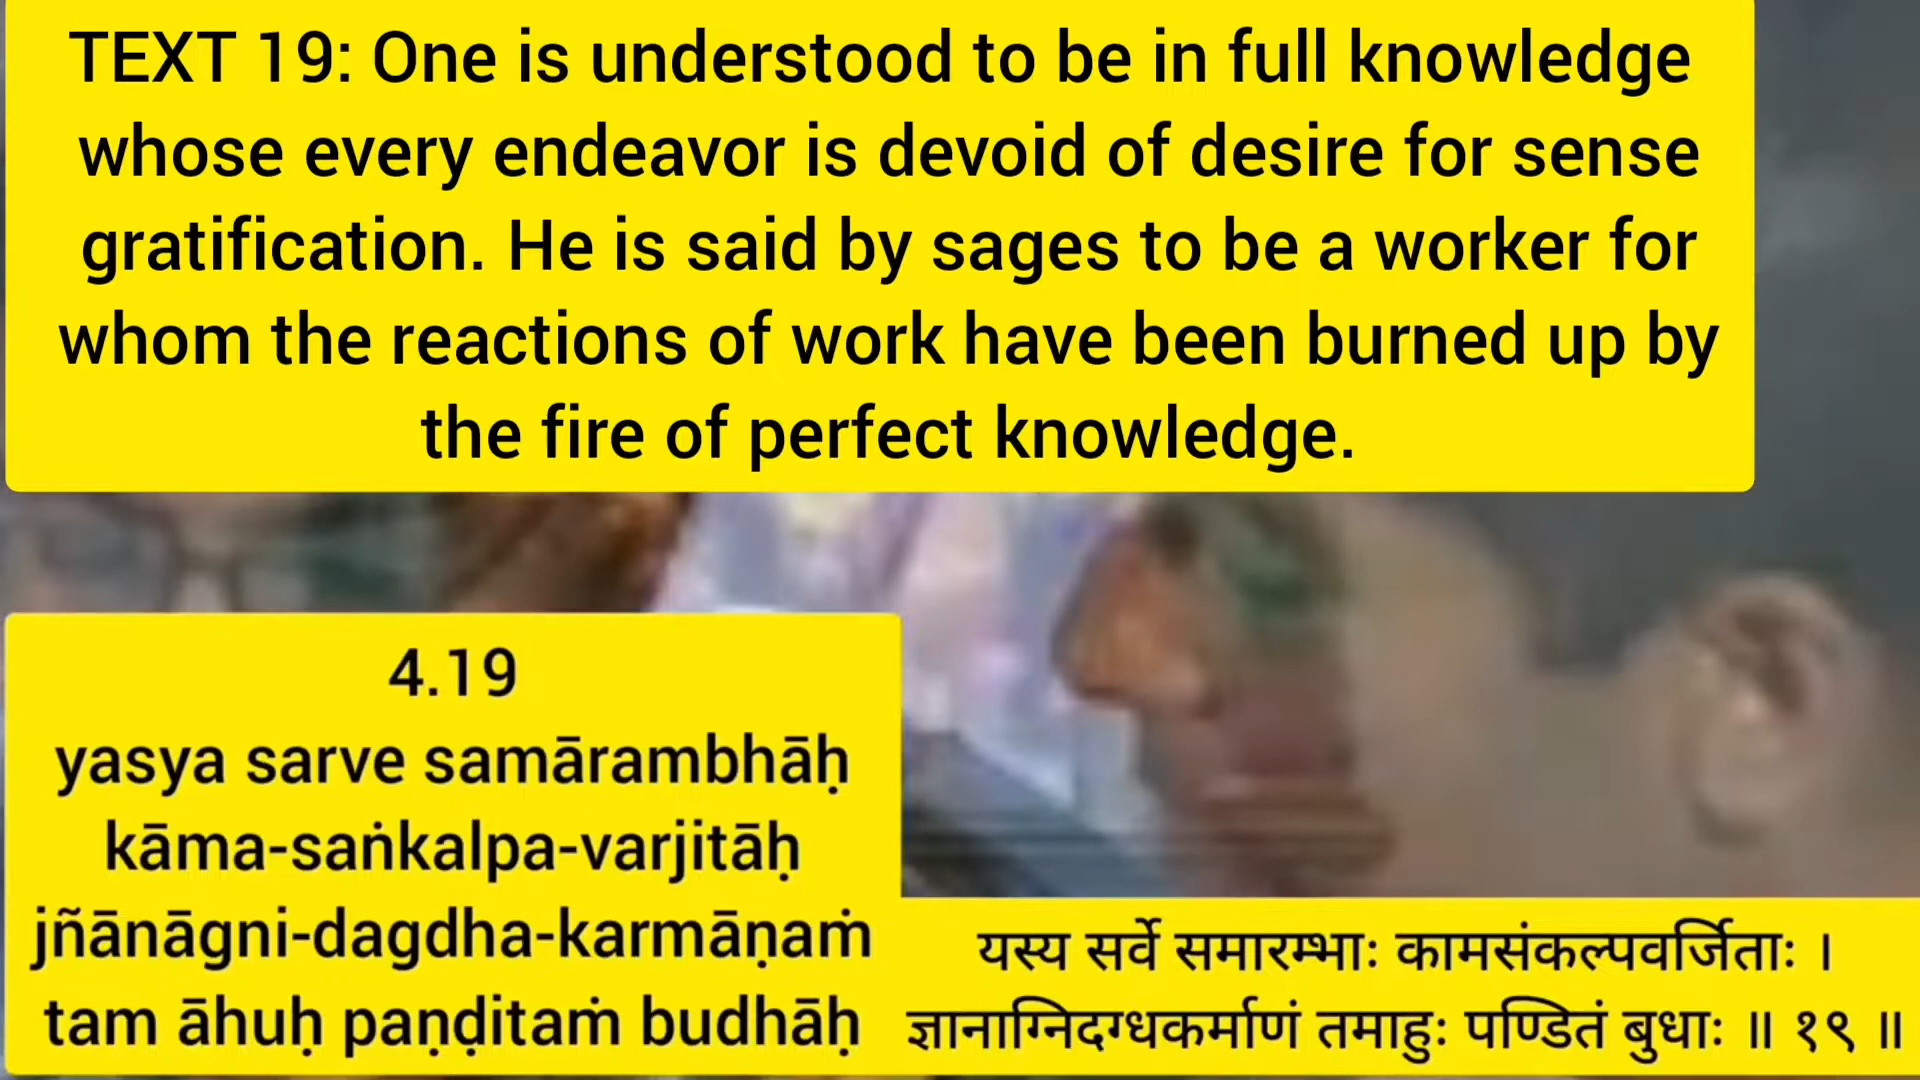 TEXT 19: One is understood to be in full knowledge
whose every endeavor is devoid of desire for sense
gratification. He is said by sages to be a worker for
whom the reactions of work have been burned up by
the fire of perfect knowledge.
4.19
yasya sarve samārambhāḥ
kāma-saṅkalpa-varjitāḥ
jñānāgni-dagdha-karmāṇaṁ
tam āhuḥ paṇḍitaṁ budhāḥ
यस्य सर्वे समारम्भाः कामसंकल्पवर्जिताः ।
ज्ञानाग्निदग्धकर्माणं तमाहुः पण्डितं बुधाः ॥ १९ ॥